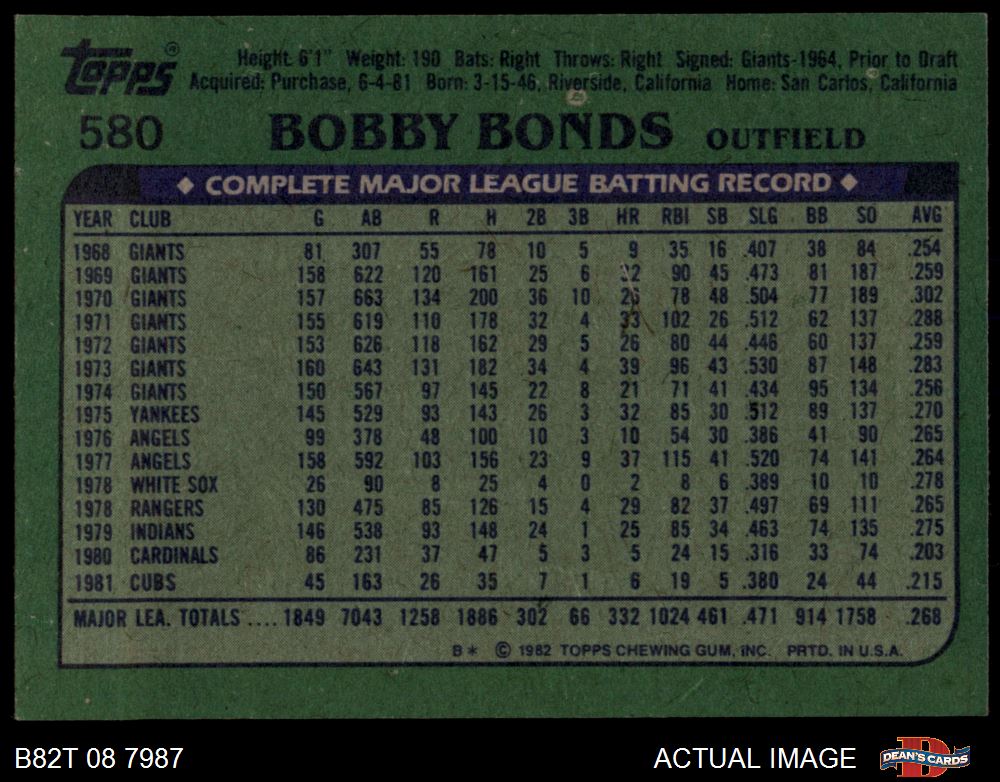 Topps®
Height: 6'1" Weight: 190 Bats: Right Throws: Right Signed: Giants-1964, Prior to Draft
Acquired: Purchase, 6-4-81 Born: 3-15-46, Riverside, California Home: San Carlos, California
580 BOBBY BONDS OUTFIELD
◆ COMPLETE MAJOR LEAGUE BATTING RECORD ◆
YEAR CLUB G AB R H 2B 3B HR RBI SB SLG BB SO AVG
1968 GIANTS 81 307 55 78 10 5 9 35 16 .407 38 84 .254
1969 GIANTS 158 622 120 161 25 6 32 90 45 .473 81 187 .259
1970 GIANTS 157 663 134 200 36 10 26 78 48 .504 77 189 .302
1971 GIANTS 155 619 110 178 32 4 33 102 26 .512 62 137 .288
1972 GIANTS 153 626 118 162 29 5 26 80 44 .446 60 137 .259
1973 GIANTS 160 643 131 182 34 4 39 96 43 .530 87 148 .283
1974 GIANTS 150 567 97 145 22 8 21 71 41 .434 95 134 .256
1975 YANKEES 145 529 93 143 26 3 32 85 30 .512 89 137 .270
1976 ANGELS 99 378 48 100 10 3 10 54 30 .386 41 90 .265
1977 ANGELS 158 592 103 156 23 9 37 115 41 .520 74 141 .264
1978 WHITE SOX 26 90 8 25 4 0 2 8 6 .389 10 10 .278
1978 RANGERS 130 475 85 126 15 4 29 82 37 .497 69 111 .265
1979 INDIANS 146 538 93 148 24 1 25 85 34 .463 74 135 .275
1980 CARDINALS 86 231 37 47 5 3 5 24 15 .316 33 74 .203
1981 CUBS 45 163 26 35 7 1 6 19 5 .380 24 44 .215
MAJOR LEA. TOTALS .... 1849 7043 1258 1886 302 66 332 1024 461 .471 914 1758 .268
B* © 1982 TOPPS CHEWING GUM, INC. PRTD. IN U.S.A.
B82T 08 7987 ACTUAL IMAGE DEAN'S CARDS